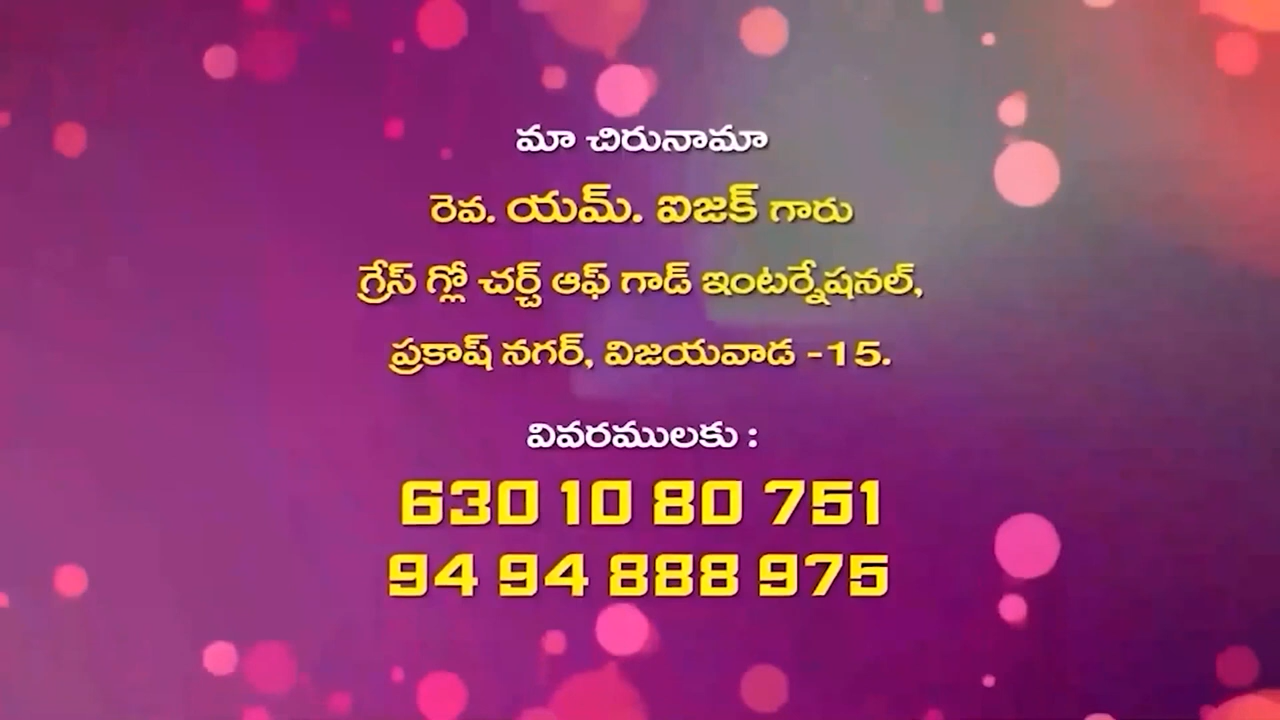 మా చిరునామా
రెవ. యమ్. ఐజక్ గారు
గ్రేస్ గ్లో చర్చ్ ఆఫ్ గాడ్ ఇంటర్నేషనల్,
ప్రకాష్ నగర్, విజయవాడ -15.
వివరములకు :
630 10 80 751
94 94 888 975